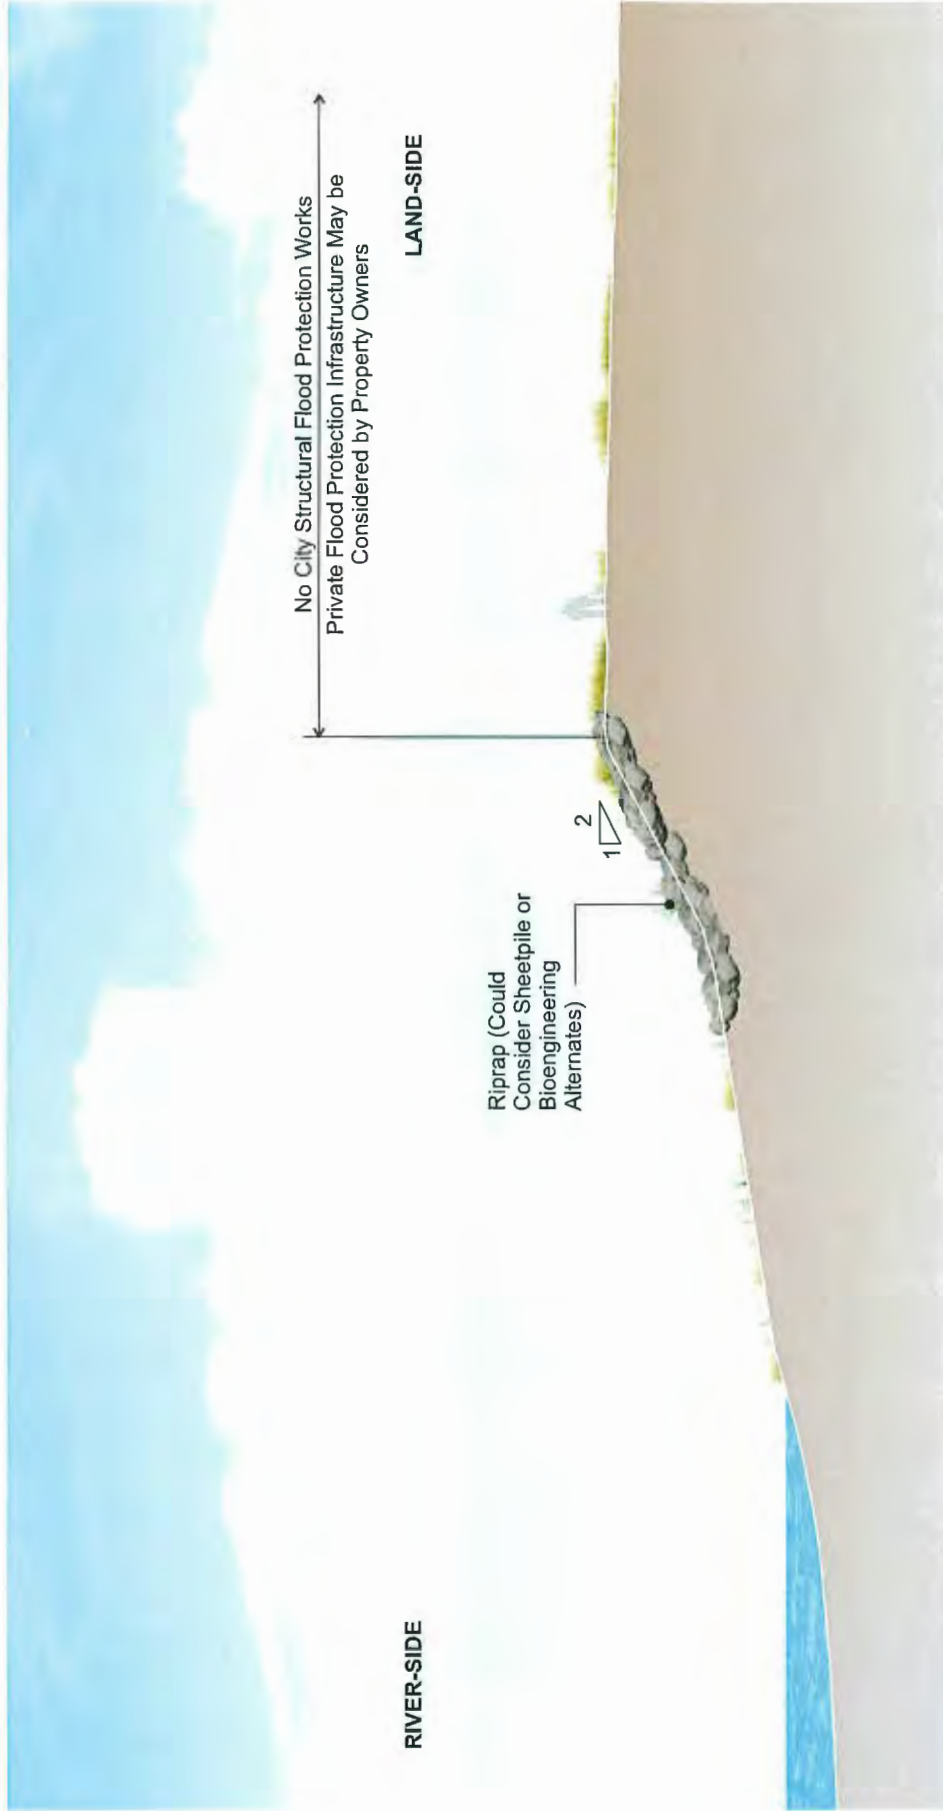 No City Structural Flood Protection Works
Private Flood Protection Infrastructure May be
Considered by Property Owners
RIVER-SIDE
LAND-SIDE
Riprap (Could
Consider Sheetpile or
Bioengineering
Alternates)
2
1